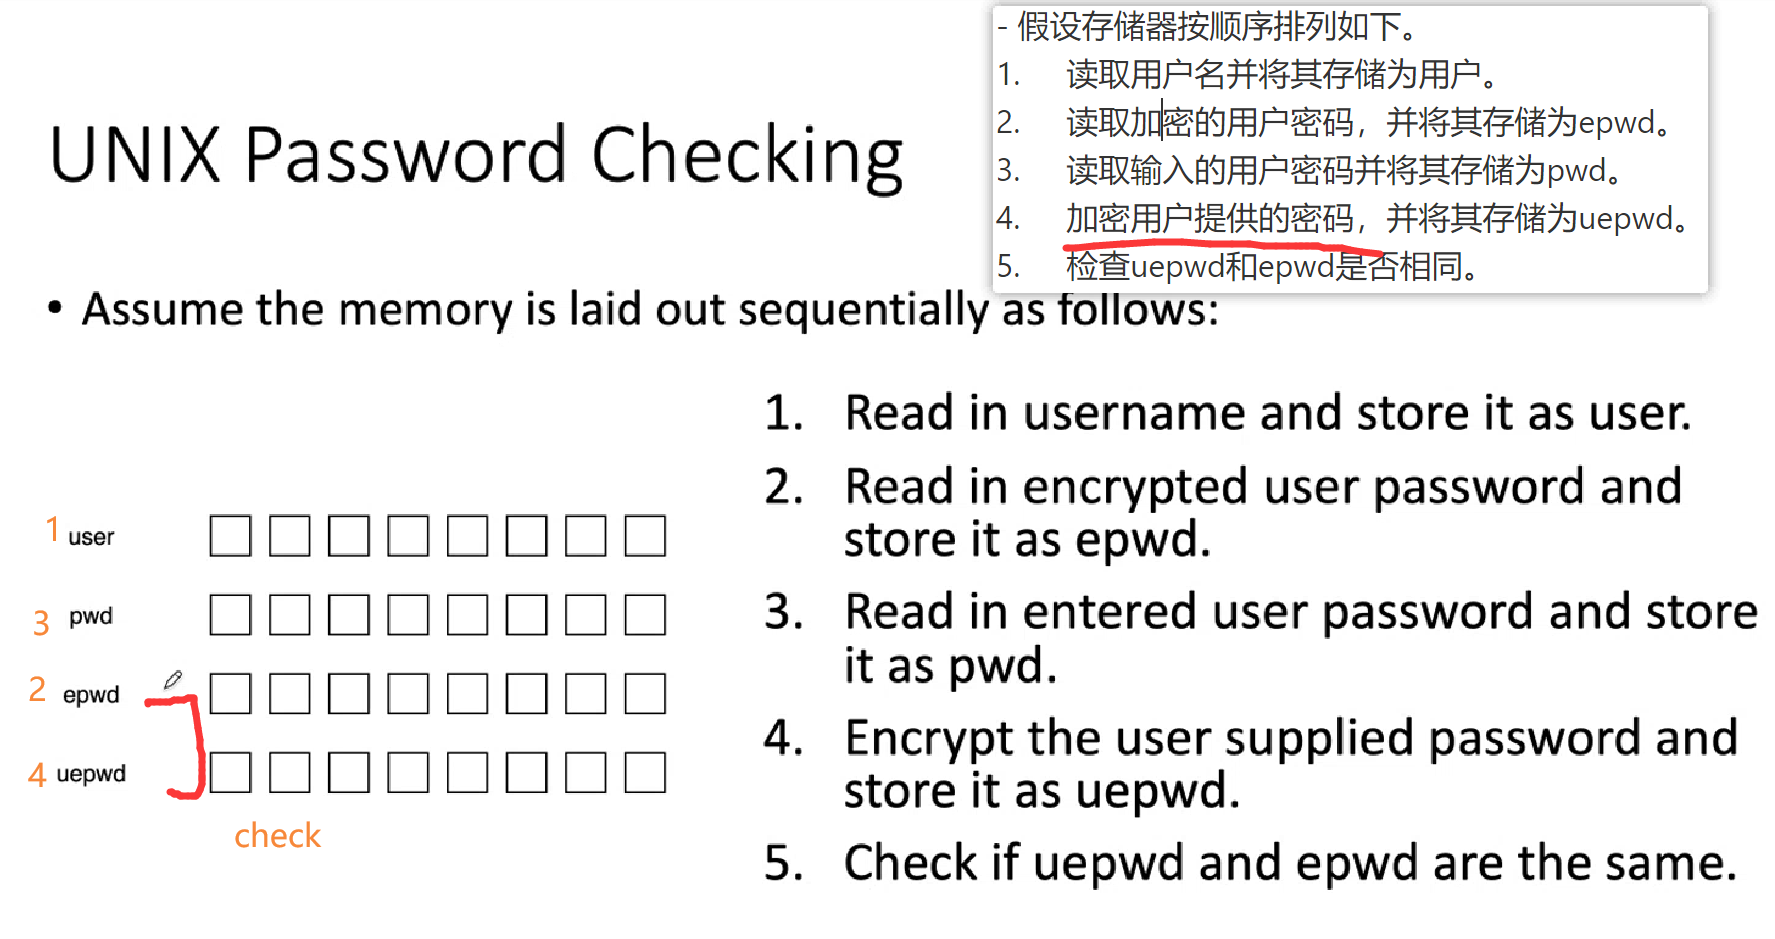 - 假设存储器按顺序排列如下。
1. 读取用户名并将其存储为用户。
2. 读取加密的用户密码，并将其存储为epwd。
3. 读取输入的用户密码并将其存储为pwd。
4. 加密用户提供的密码，并将其存储为uepwd。
5. 检查uepwd和epwd是否相同。
UNIX Password Checking
• Assume the memory is laid out sequentially as follows:
1 user
3 pwd
2 epwd
4 uepwd
check
1. Read in username and store it as user.
2. Read in encrypted user password and
store it as epwd.
3. Read in entered user password and store
it as pwd.
4. Encrypt the user supplied password and
store it as uepwd.
5. Check if uepwd and epwd are the same.